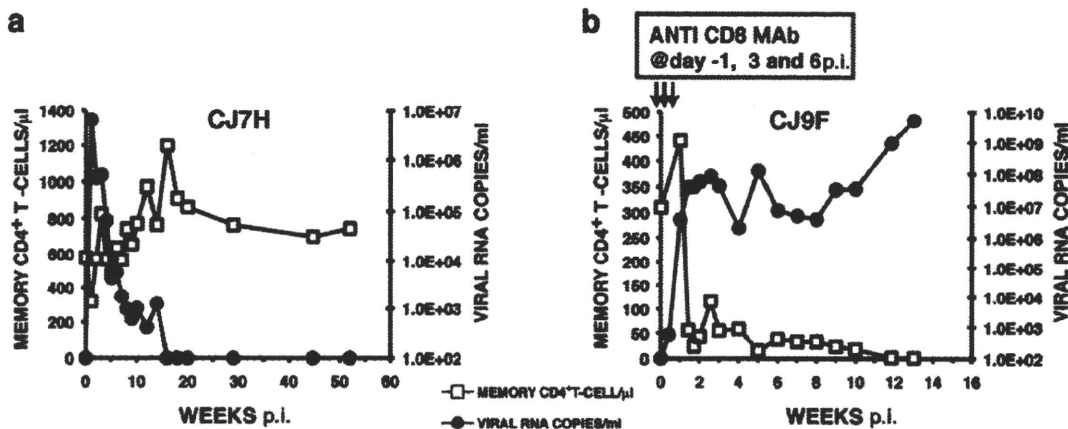 a
CJ7H
MEMORY CD4+ T -CELLS/µl
1400
1200
1000
800
600
400
200
0
VIRAL RNA COPIES/ml
1.0E+07
1.0E+06
1.0E+05
1.0E+04
1.0E+03
1.0E+02
0 10 20 30 40 50 60
WEEKS p.i.
b
ANTI CD8 MAb
@day -1, 3 and 6p.i.
CJ9F
MEMORY CD4+ T -CELLS/µl
500
450
400
350
300
250
200
150
100
50
0
VIRAL RNA COPIES/ml
1.0E+10
1.0E+09
1.0E+08
1.0E+07
1.0E+06
1.0E+05
1.0E+04
1.0E+03
1.0E+02
0 2 4 6 8 10 12 14 16
WEEKS p.i.
MEMORY CD4+T-CELL/µl
VIRAL RNA COPIES/ml